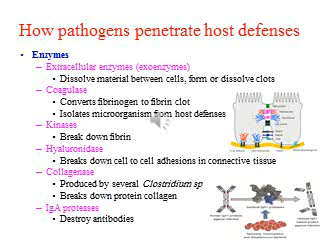 How pathogens penetrate host defenses
• Enzymes
– Extracellular enzymes (exoenzymes)
• Dissolve material between cells, form or dissolve clots
– Coagulase
• Converts fibrinogen to fibrin clot
• Isolates microorganism from host defenses
– Kinases
• Break down fibrin
– Hyaluronidase
• Breaks down cell to cell adhesions in connective tissue
– Collagenase
• Produced by several Clostridium sp
• Breaks down protein collagen
– IgA proteases
• Destroy antibodies